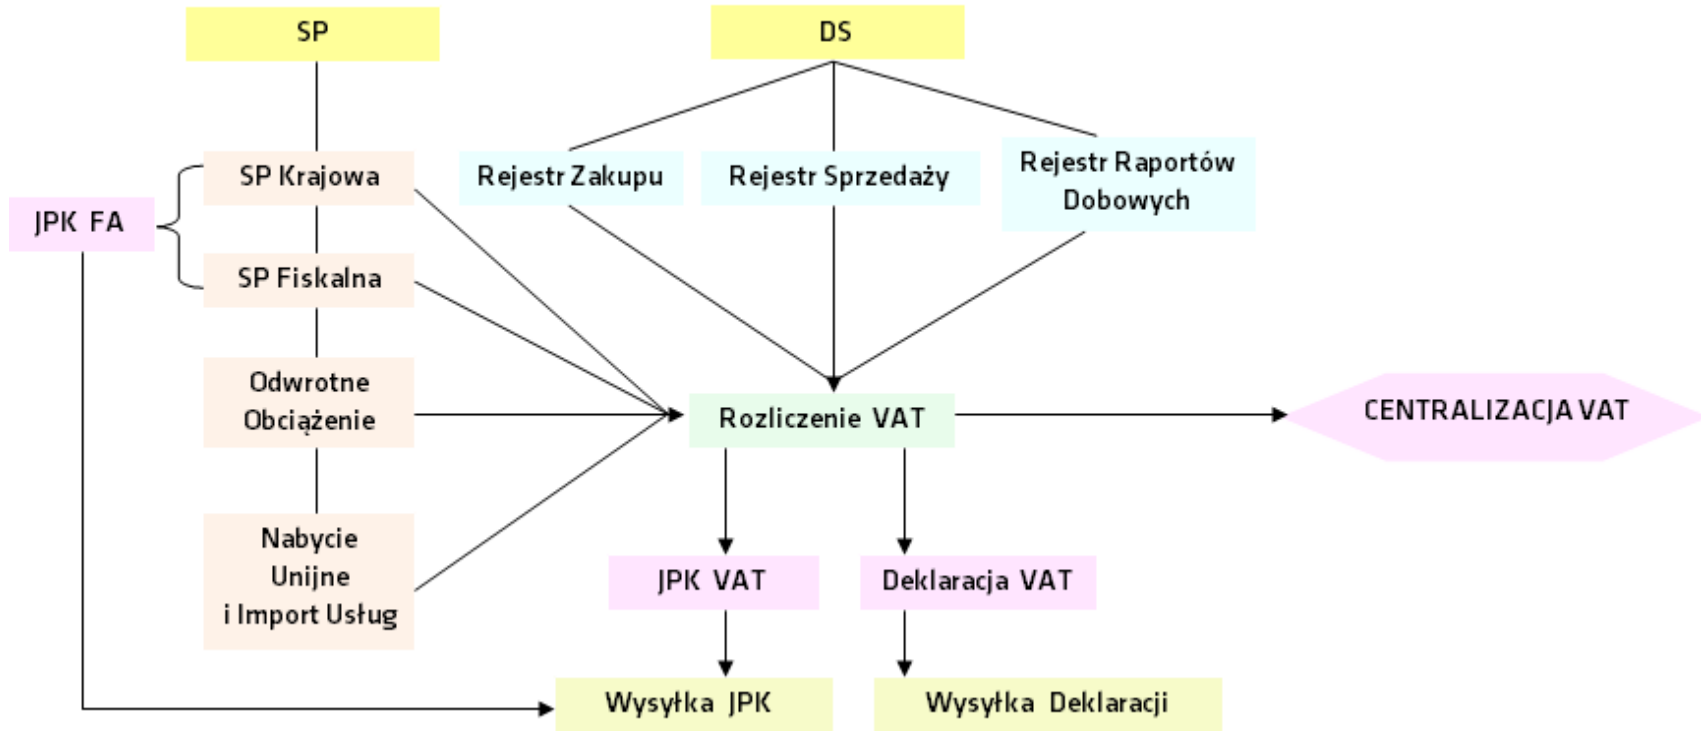 SP
DS
SP Krajowa
Rejestr Zakupu
Rejestr Sprzedaży
Rejestr Raportów
Dobowych
JPK FA
SP Fiskalna
Odwrotne
Obciążenie
Rozliczenie VAT
CENTRALIZACJA VAT
Nabycie
Unijne
i Import Usług
JPK VAT
Deklaracja VAT
Wysyłka JPK
Wysyłka Deklaracji